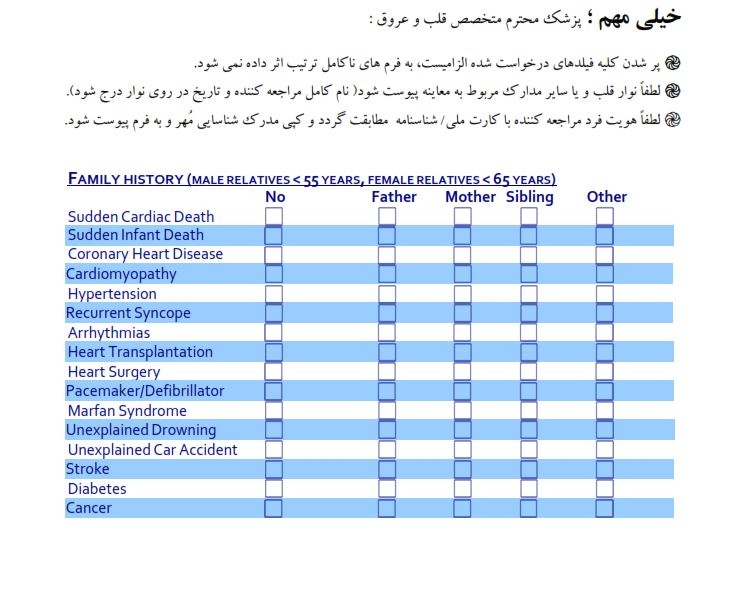 خیلی مهم ؛ پزشک محترم متخصص قلب و عروق :
پر شدن کلیه فیلدهای درخواست شده الزامیست، به فرم های ناکامل ترتیب اثر داده نمی شود.
لطفاً نوار قلب و یا سایر مدارک مربوط به معاینه پیوست شود( نام کامل مراجعه کننده و تاریخ در روی نوار درج شود).
لطفاً هویت فرد مراجعه کننده با کارت ملی/ شناسنامه مطابقت گردد و کپی مدرک شناسایی مُهر و به فرم پیوست شود.
FAMILY HISTORY (MALE RELATIVES < 55 YEARS, FEMALE RELATIVES < 65 YEARS)
No Father Mother Sibling Other
Sudden Cardiac Death
Sudden Infant Death
Coronary Heart Disease
Cardiomyopathy
Hypertension
Recurrent Syncope
Arrhythmias
Heart Transplantation
Heart Surgery
Pacemaker/Defibrillator
Marfan Syndrome
Unexplained Drowning
Unexplained Car Accident
Stroke
Diabetes
Cancer